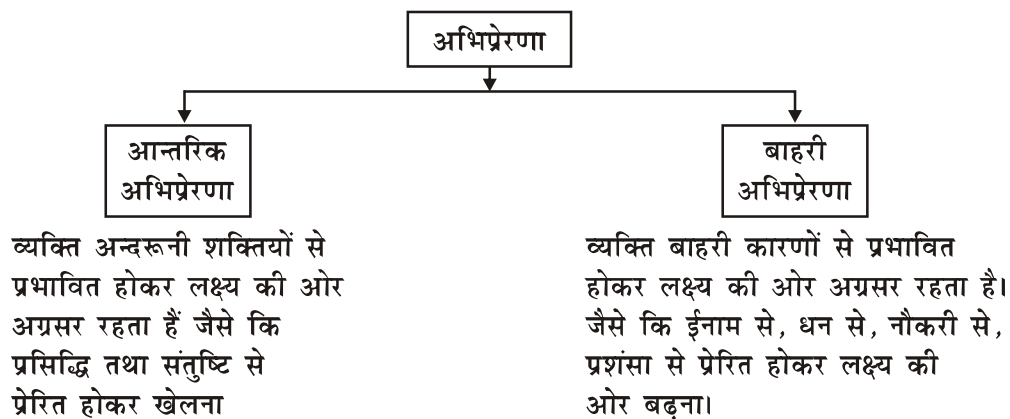 अभिप्रेरणा
आन्तरिक
अभिप्रेरणा
व्यक्ति अन्दरूनी शक्तियों से
प्रभावित होकर लक्ष्य की ओर
अग्रसर रहता हैं जैसे कि
प्रसिद्धि तथा संतुष्टि से
प्रेरित होकर खेलना
बाहरी
अभिप्रेरणा
व्यक्ति बाहरी कारणों से प्रभावित
होकर लक्ष्य की ओर अग्रसर रहता है।
जैसे कि ईनाम से, धन से, नौकरी से,
प्रशंसा से प्रेरित होकर लक्ष्य की
ओर बढ़ना।